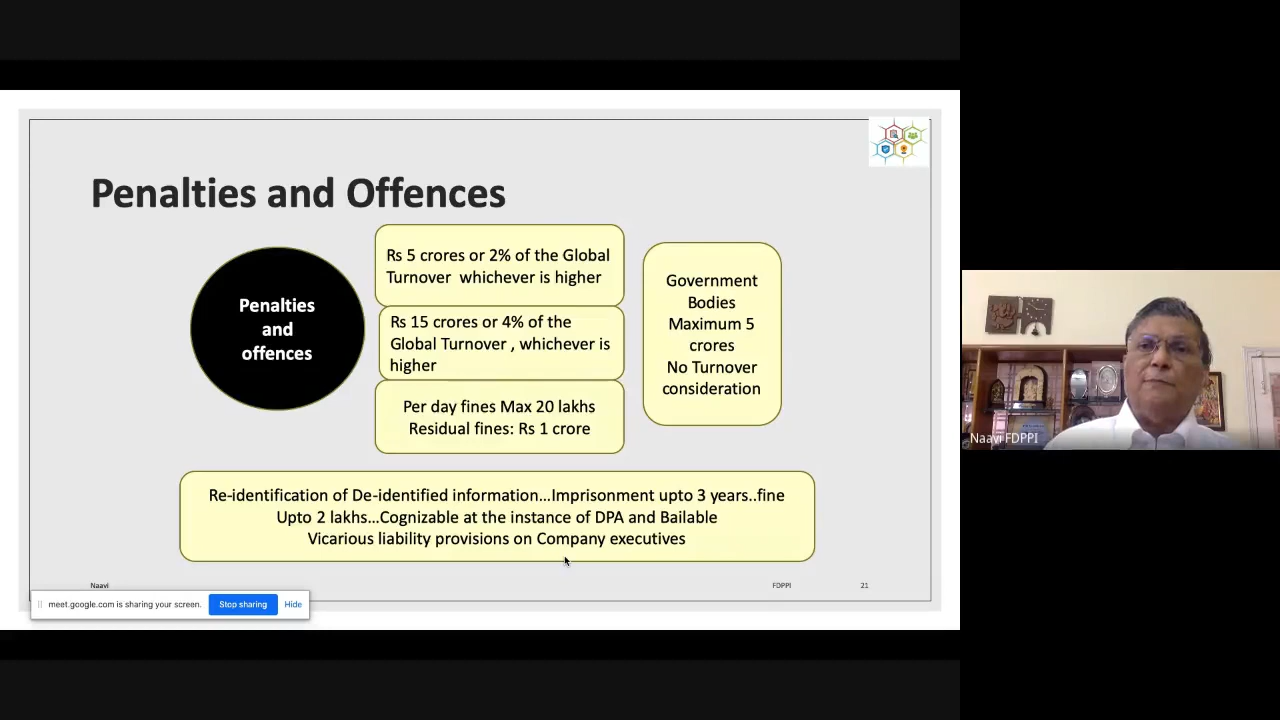 Penalties and Offences
Penalties
and
offences
Rs 5 crores or 2% of the Global
Turnover whichever is higher
Rs 15 crores or 4% of the
Global Turnover , whichever is
higher
Per day fines Max 20 lakhs
Residual fines: Rs 1 crore
Government
Bodies
Maximum 5
crores
No Turnover
consideration
Re-identification of De-identified information...Imprisonment upto 3 years..fine
Upto 2 lakhs...Cognizable at the instance of DPA and Bailable
Vicarious liability provisions on Company executives
Naavi
FDPPI
21
meet.google.com is sharing your screen.
Stop sharing
Hide
Naavi FDPPI